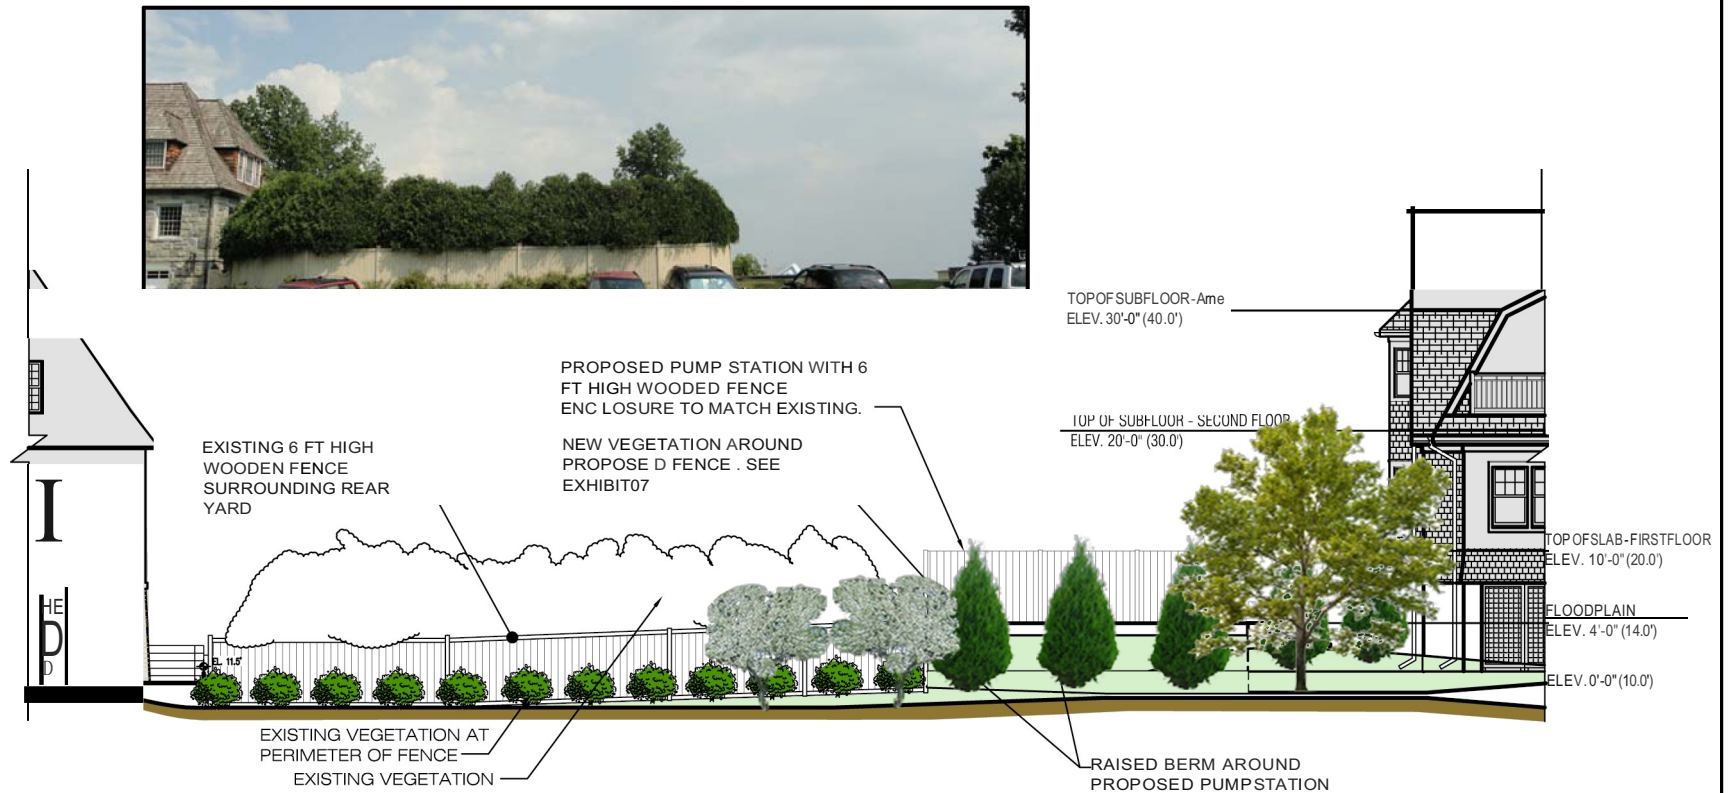 TOPOFSUBFLOOR-Ame
ELEV. 30'-0" (40.0')
PROPOSED PUMP STATION WITH 6
FT HIGH WOODED FENCE
ENC LOSURE TO MATCH EXISTING.
TOP OF SUBFLOOR - SECOND FLOOR
ELEV. 20'-0" (30.0')
EXISTING 6 FT HIGH
WOODEN FENCE
SURROUNDING REAR
YARD
NEW VEGETATION AROUND
PROPOSE D FENCE . SEE
EXHIBIT07
I
TOPOFSLAB-FIRSTFLOOR
ELEV. 10'-0" (20.0')
HE
D
D
FLOODPLAIN
ELEV. 4'-0" (14.0')
EL. 11.5'
ELEV. 0'-0" (10.0')
EXISTING VEGETATION AT
PERIMETER OF FENCE
EXISTING VEGETATION
RAISED BERM AROUND
PROPOSED PUMPSTATION